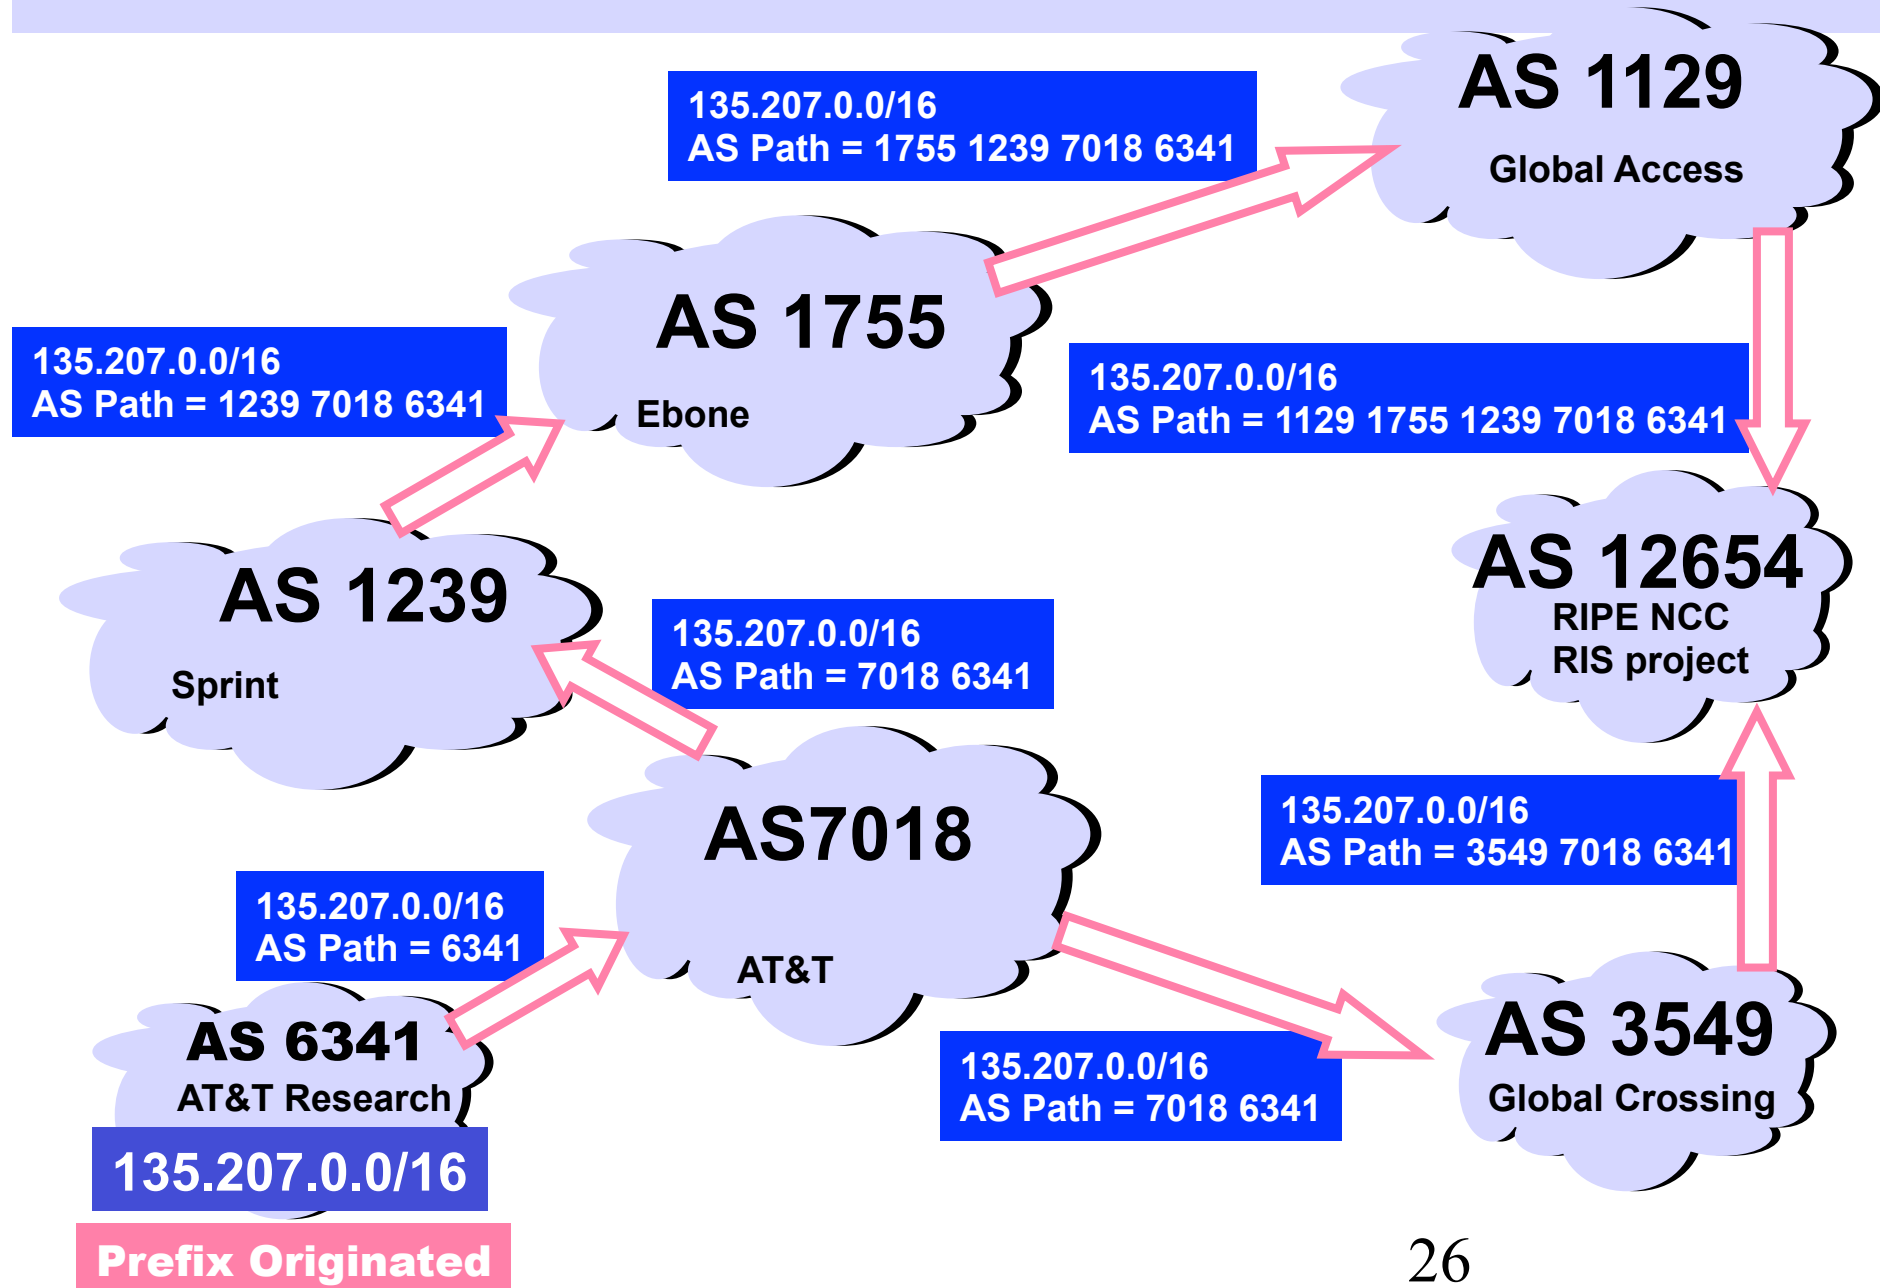 AS 1129
Global Access
135.207.0.0/16
AS Path = 1755 1239 7018 6341
AS 1755
Ebone
135.207.0.0/16
AS Path = 1239 7018 6341
135.207.0.0/16
AS Path = 1129 1755 1239 7018 6341
AS 12654
RIPE NCC
RIS project
AS 1239
Sprint
135.207.0.0/16
AS Path = 7018 6341
AS7018
AT&T
135.207.0.0/16
AS Path = 3549 7018 6341
135.207.0.0/16
AS Path = 6341
AS 6341
AT&T Research
135.207.0.0/16
AS Path = 7018 6341
AS 3549
Global Crossing
135.207.0.0/16
Prefix Originated
26